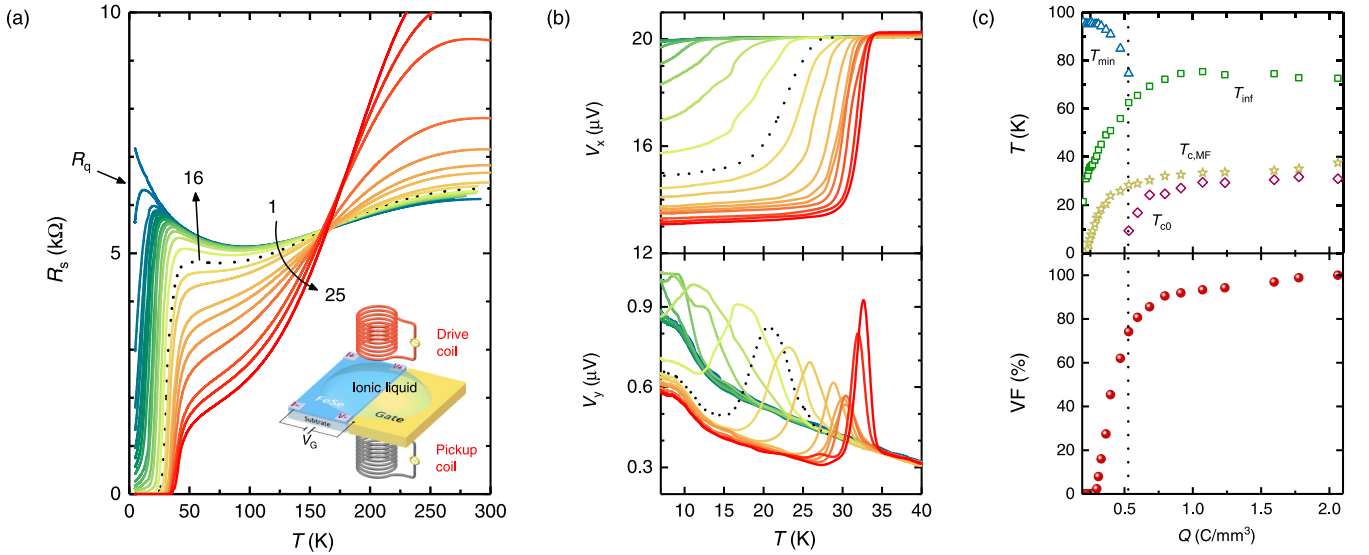 (a)
10
5
0
R_s (kΩ)
R_q
16
1
25
0
50
100
150
200
250
300
T (K)
Drive
coil
Ionic liquid
FeSe
Gate
Subtrate
V_G
Pickup
coil
(b)
20
16
12
V_x (μV)
1.2
0.9
0.6
0.3
V_y (μV)
10
15
20
25
30
35
40
T (K)
(c)
100
80
60
40
20
0
T (K)
T_min
T_inf
T_c,MF
T_c0
100
80
60
40
20
0
VF (%)
0.5
1.0
1.5
2.0
Q (C/mm³)